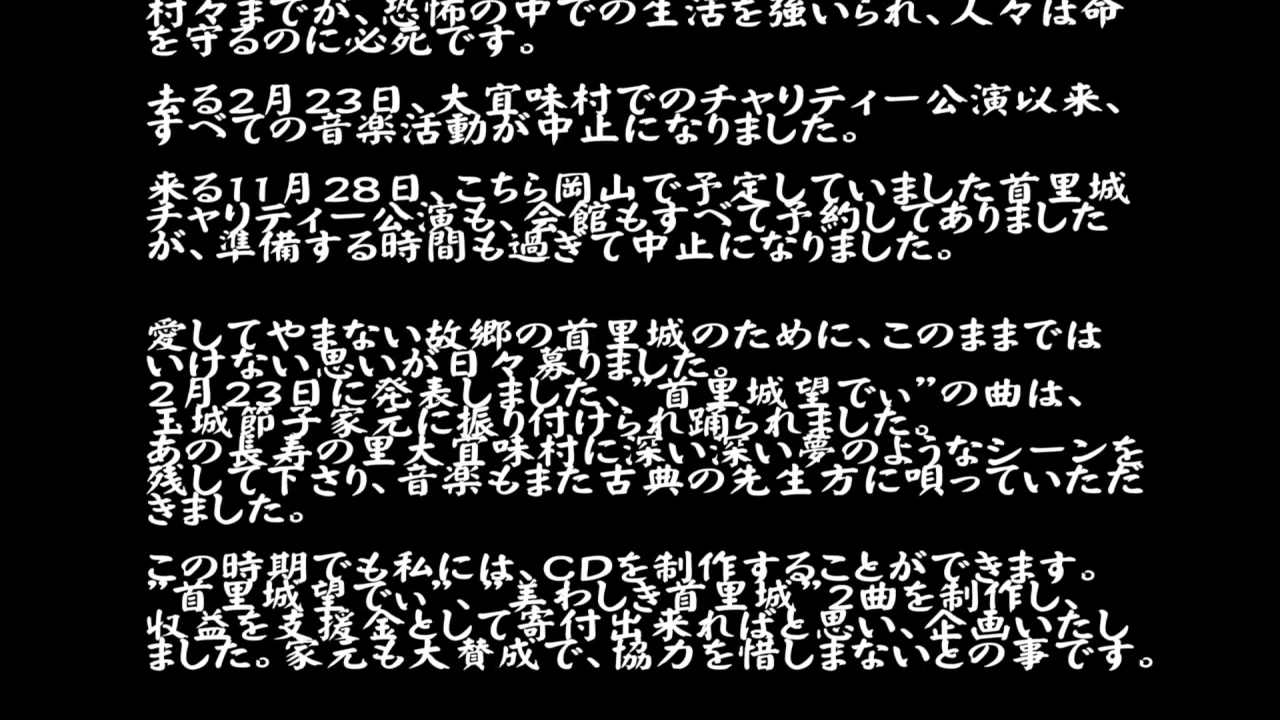 村々までが、恐怖の中での生活を強いられ、人々は命
を守るのに必死です。
去る2月23日、大宜味村でのチャリティー公演以来、
すべての音楽活動が中止になりました。
来る11月28日、こちら岡山で予定していました首里城
チャリティー公演も、会館もすべて予約してありました
が、準備する時間も過ぎて中止になりました。
愛してやまない故郷の首里城のために、このままでは
いけない思いが日々募りました。
2月23日に発表しました、”首里城望でぃ”の曲は、
玉城節子家元に振り付けられ踊られました。
あの長寿の里大宜味村に深い深い夢のようなシーンを
残して下さり、音楽もまた古典の先生方に唄っていただ
きました。
この時期でも私には、CDを制作することができます。
”首里城望でぃ”、”美わしき首里城”2曲を制作し、
収益を支援金として寄付出来ればと思い、企画いたし
ました。家元も大賛成で、協力を惜しまないとの事です。